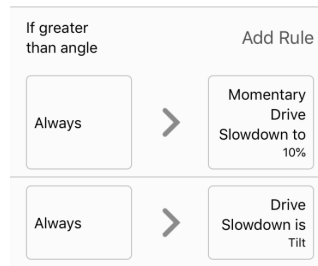 If greater
than angle
Add Rule
Always
Momentary
Drive
Slowdown to
10%
Always
Drive
Slowdown is
Tilt